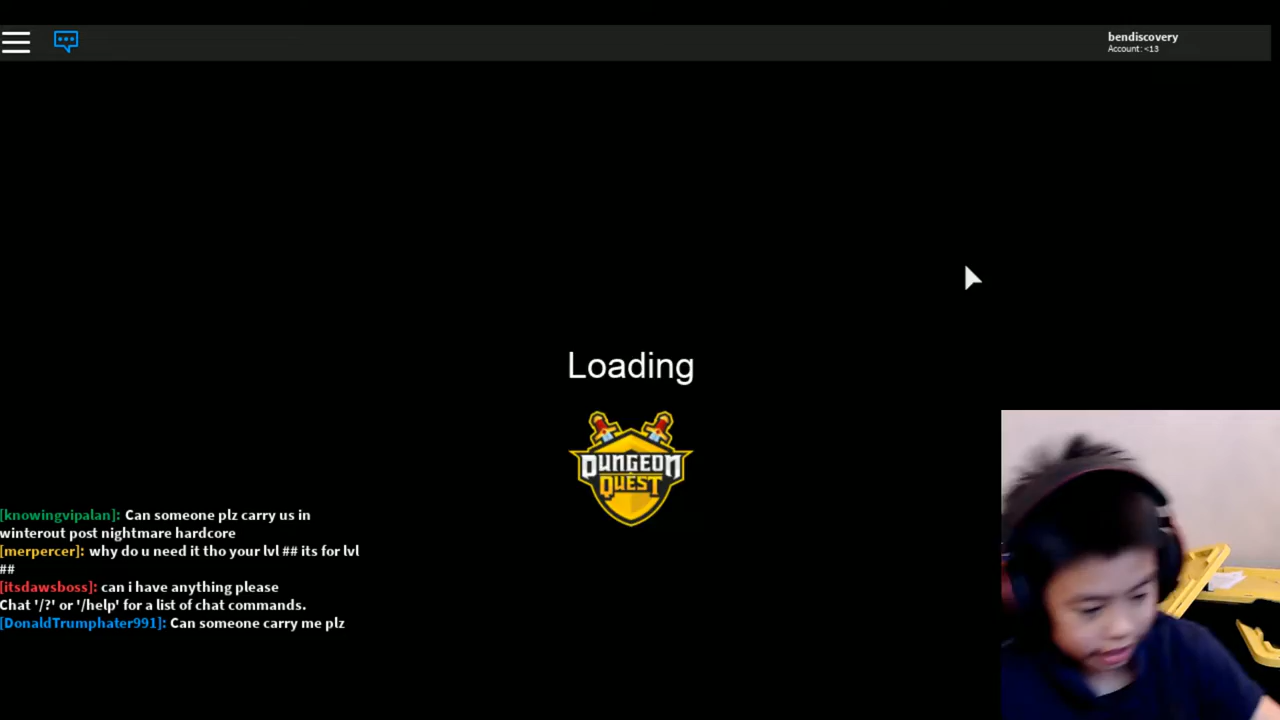 bendiscovery
Account: <13
Loading
DUNGEON
QUEST
[knowingvipalan]: Can someone plz carry us in
winterout post nightmare hardcore
[merpercer]: why do u need it tho your lvl ## its for lvl
##
[itsdawsboss]: can i have anything please
Chat '/?' or '/help' for a list of chat commands.
[DonaldTrumphater991]: Can someone carry me plz